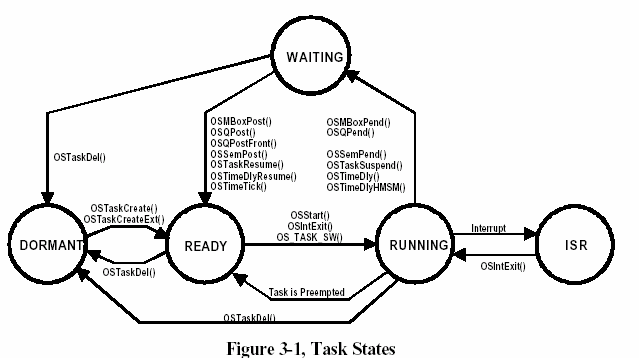 WAITING
OSMBoxPost()
OSQPost()
OSQPostFront()
OSSemPost()
OSTaskResume()
OSTimeDlyResume()
OSTimeTick()
OSMBoxPend()
OSQPend()
OSSemPend()
OSTaskSuspend()
OSTimeDly()
OSTimeDlyHMSM()
OSTaskDel()
OSTaskCreate()
OSTaskCreateExt()
OSStart()
OSIntExit()
OS_TASK_SW()
Interrupt
DORMANT
READY
RUNNING
ISR
OSTaskDel()
OSIntExit()
Task is Preempted
OSTaskDel()
Figure 3-1, Task States